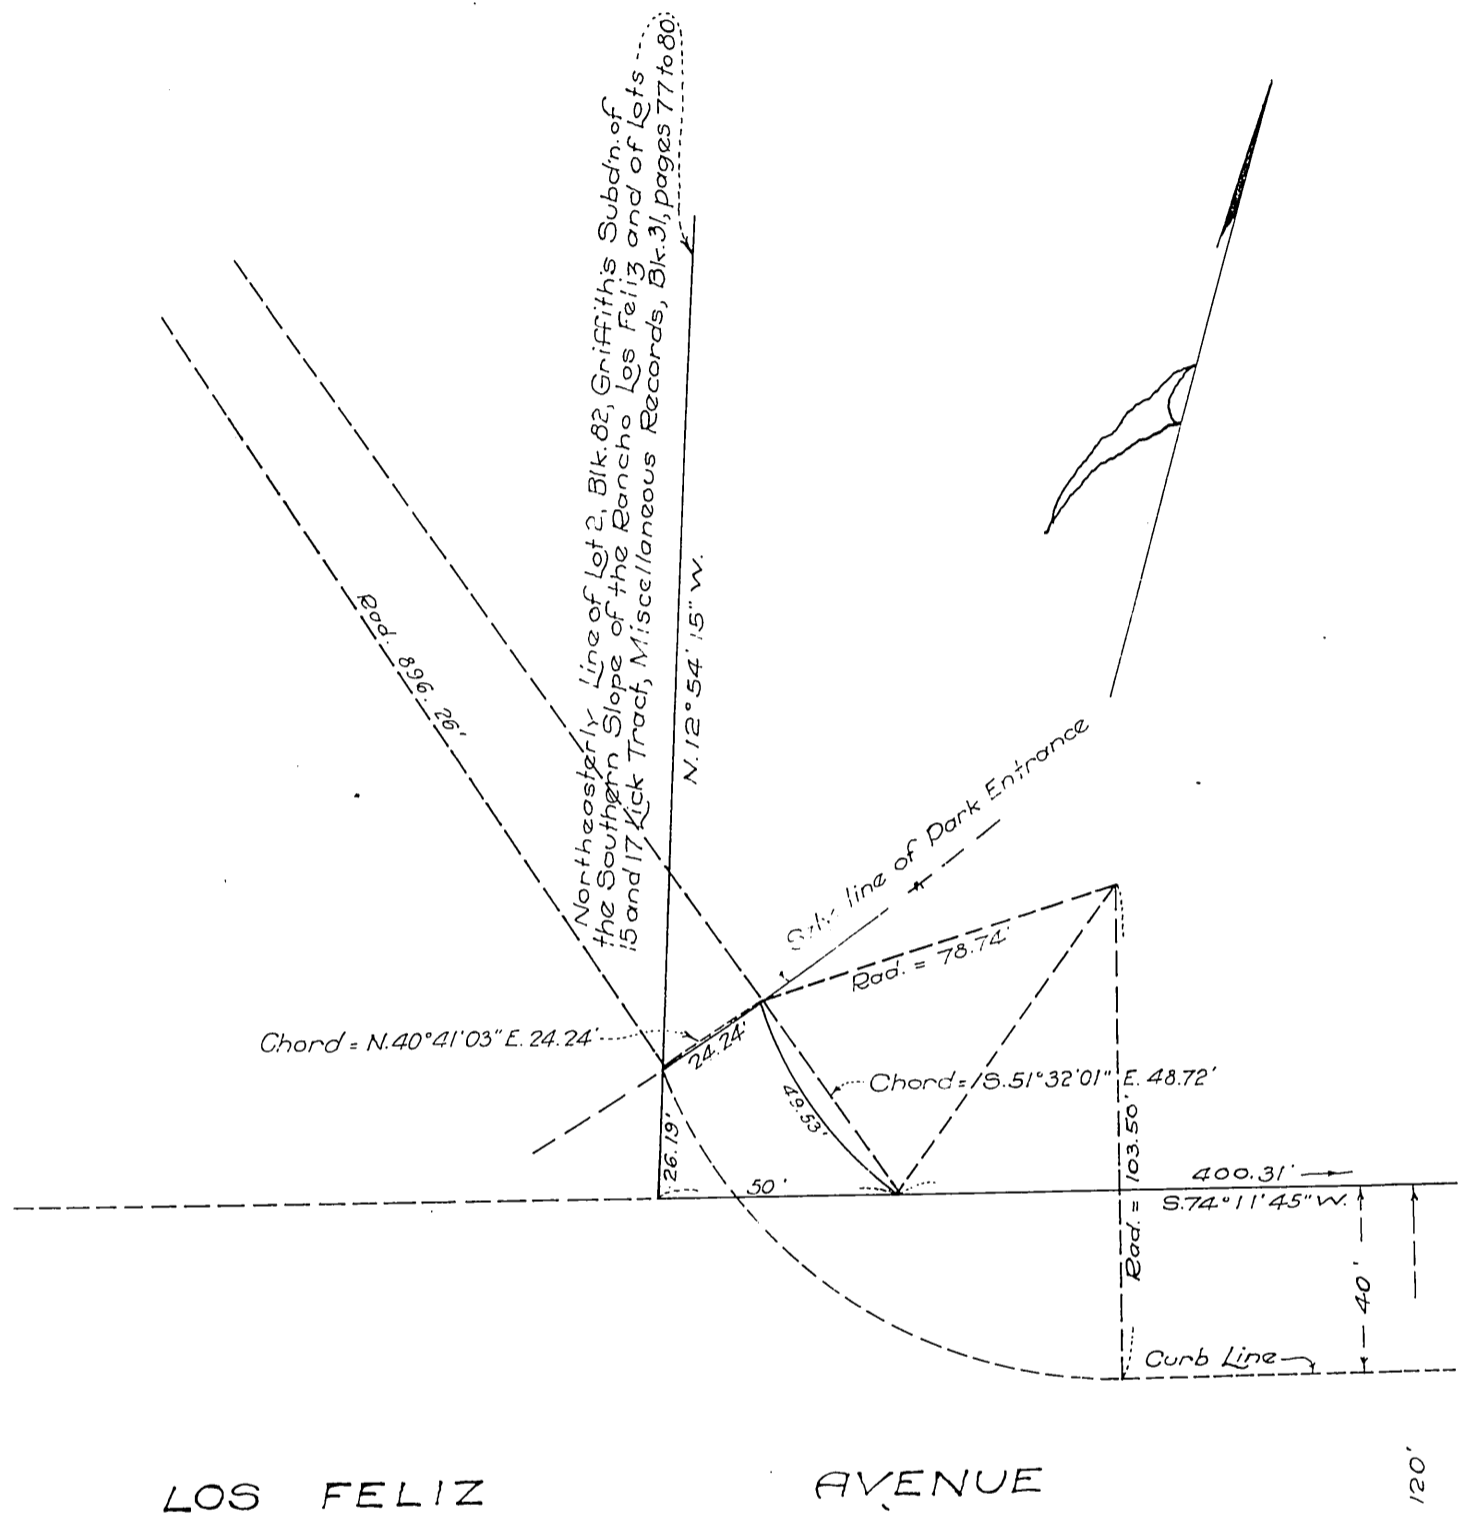 Northeasterly Line of Lot 2, Blk. 82, Griffith's Subd'n. of
the Southern Slope of the Rancho Los Feliz and of Lots
15 and 17 Lick Tract, Miscellaneous Records, Bk. 31, pages 77 to 80
N. 12° 54' 15" W.
Rad. 896.29'
line of Park Entrance
Rad. = 78.74'
Chord = N. 40° 41' 03" E. 24.24'
24.24'
Chord = S. 51° 32' 01" E. 48.72'
49.53'
26.19'
50'
Rad. = 103.50'
400.31'
S. 74° 11' 45" W.
40'
Curb Line
120'
LOS FELIZ AVENUE